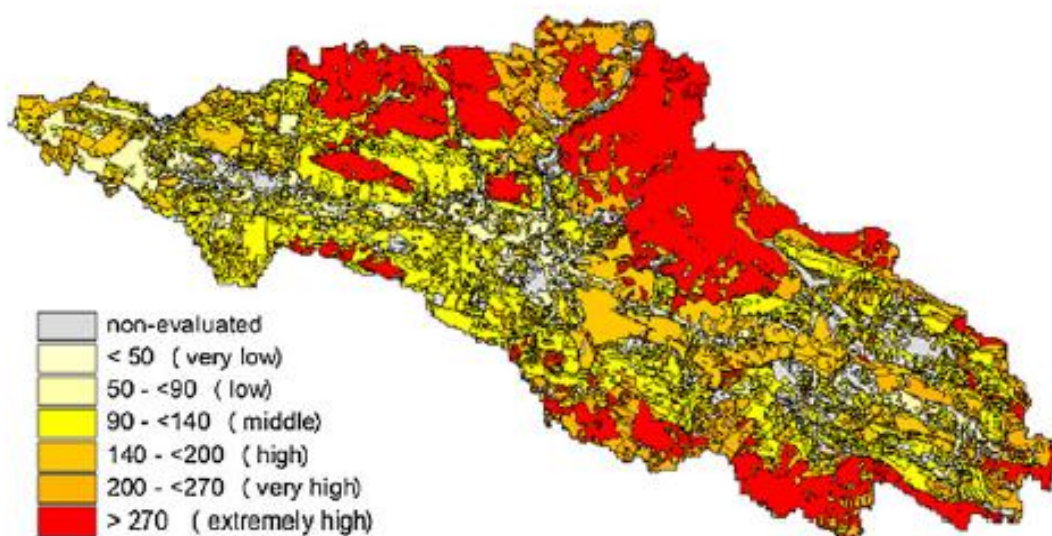 non-evaluated
< 50 ( very low)
50 - <90 ( low)
90 - <140 ( middle)
140 - <200 ( high)
200 - <270 ( very high)
> 270 ( extremely high)